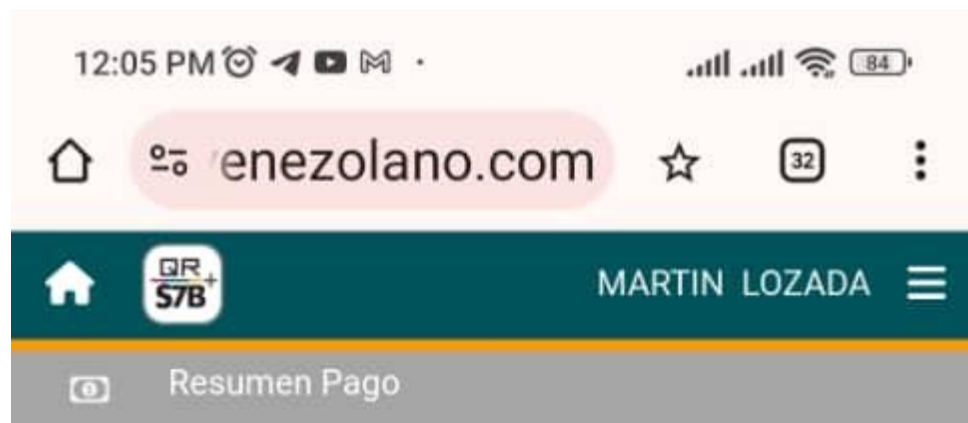 12:05 PM 84
enezolano.com 32
QR+
S7B
MARTIN LOZADA
Resumen Pago